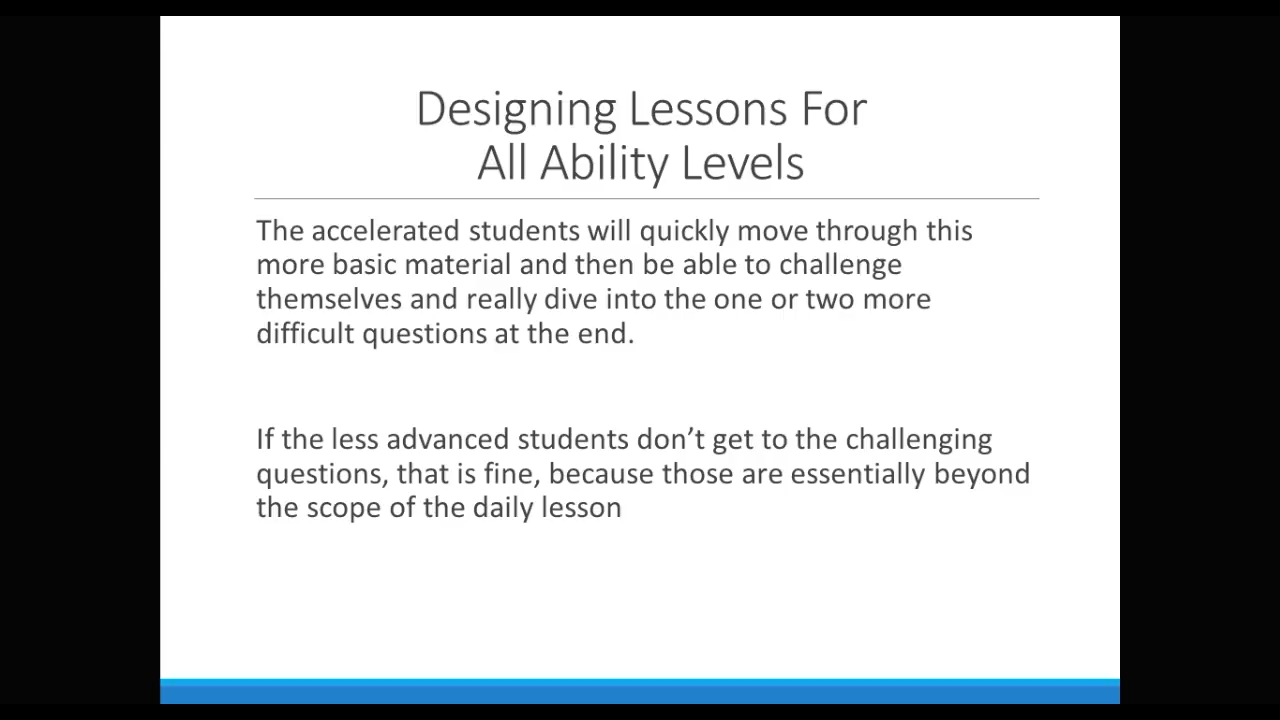 Designing Lessons For
All Ability Levels
The accelerated students will quickly move through this
more basic material and then be able to challenge
themselves and really dive into the one or two more
difficult questions at the end.
If the less advanced students don’t get to the challenging
questions, that is fine, because those are essentially beyond
the scope of the daily lesson